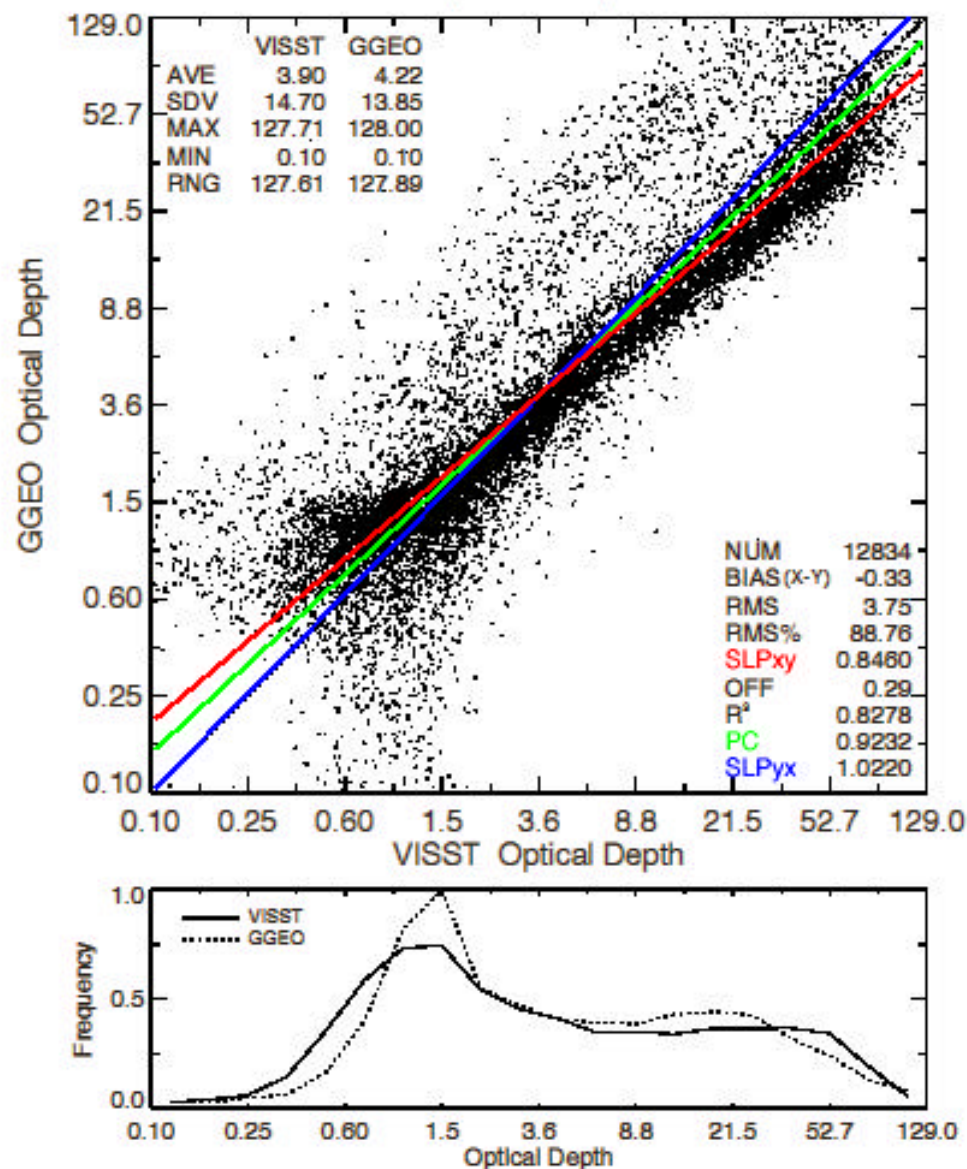 129.0
52.7
21.5
8.8
3.6
1.5
0.60
0.25
0.10
GGEO Optical Depth
VISST GGEO
AVE 3.90 4.22
SDV 14.70 13.85
MAX 127.71 128.00
MIN 0.10 0.10
RNG 127.61 127.89
NUM 12834
BIAS(X-Y) -0.33
RMS 3.75
RMS% 88.76
SLPxy 0.8460
OFF 0.29
R² 0.8278
PC 0.9232
SLPyx 1.0220
0.10 0.25 0.60 1.5 3.6 8.8 21.5 52.7 129.0
VISST Optical Depth
1.0
0.5
0.0
Frequency
VISST
GGEO
0.10 0.25 0.60 1.5 3.6 8.8 21.5 52.7 129.0
Optical Depth